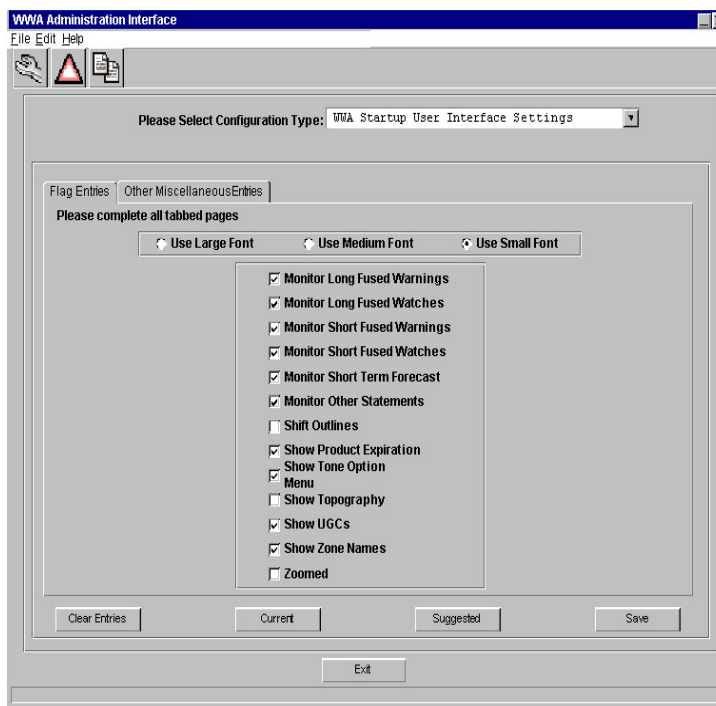 WWA Administration Interface
File Edit Help
Please Select Configuration Type: WWA Startup User Interface Settings
Flag Entries Other MiscellaneousEntries
Please complete all tabbed pages
Use Large Font Use Medium Font Use Small Font
Monitor Long Fused Warnings
Monitor Long Fused Watches
Monitor Short Fused Warnings
Monitor Short Fused Watches
Monitor Short Term Forecast
Monitor Other Statements
Shift Outlines
Show Product Expiration
Show Tone Option
Menu
Show Topography
Show UGCs
Show Zone Names
Zoomed
Clear Entries Current Suggested Save
Exit